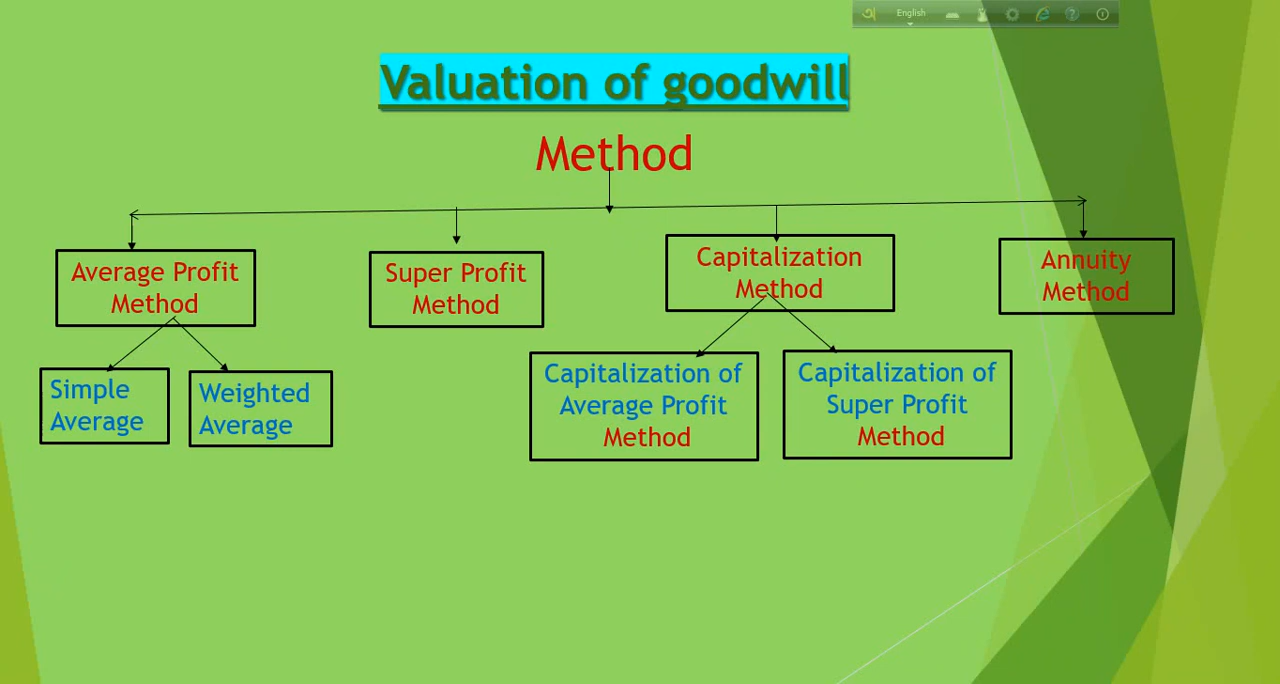 অ English
Valuation of goodwill
Method
Average Profit
Method
Super Profit
Method
Capitalization
Method
Annuity
Method
Simple
Average
Weighted
Average
Capitalization of
Average Profit
Method
Capitalization of
Super Profit
Method